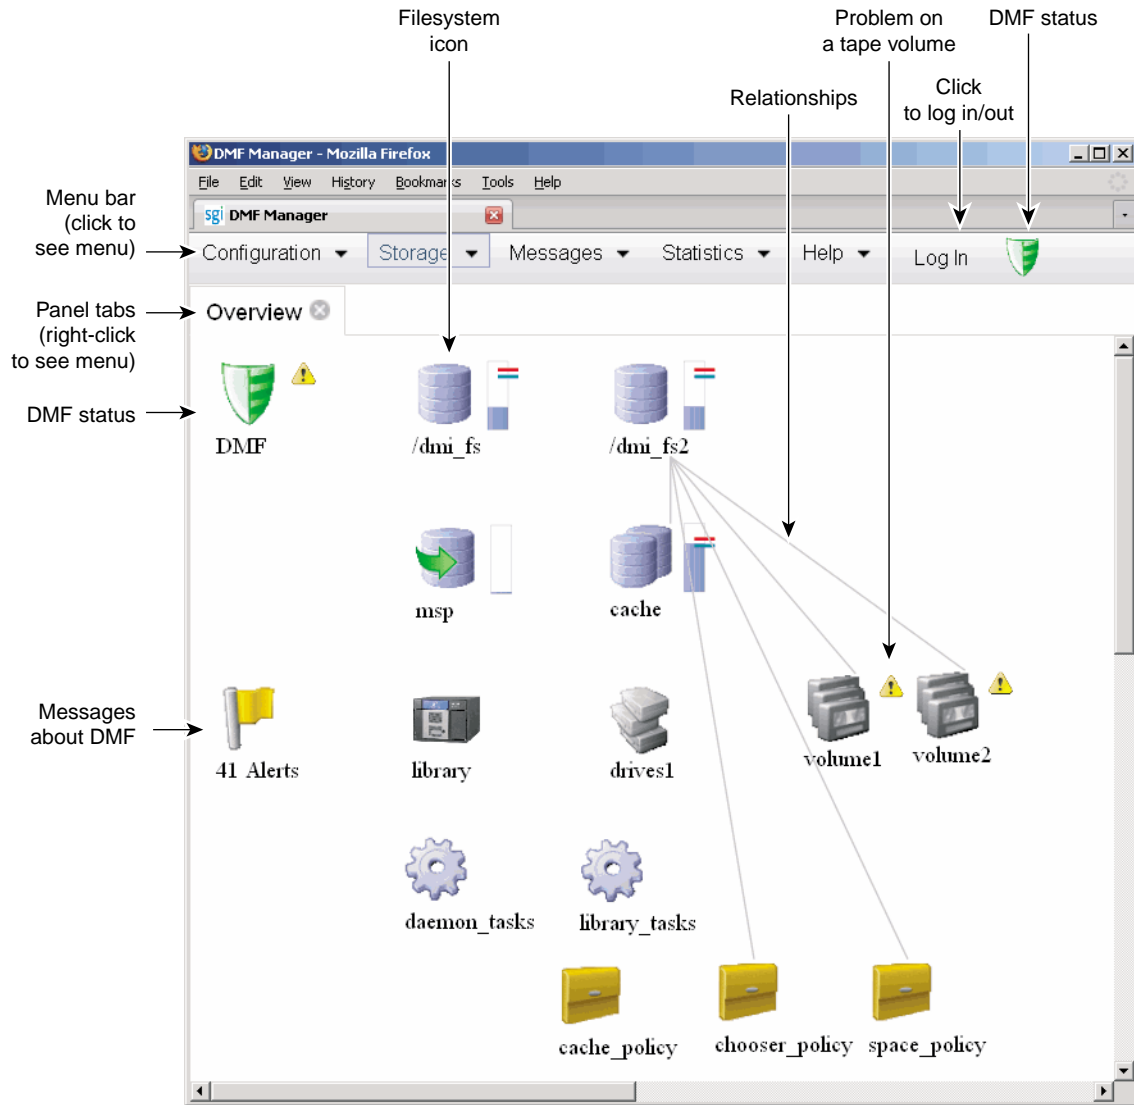 Filesystem
icon
Problem on
a tape volume
DMF status
Relationships
Click
to log in/out
DMF Manager - Mozilla Firefox
File Edit View History Bookmarks Tools Help
sgi DMF Manager
Menu bar
(click to
see menu)
Configuration Storage Messages Statistics Help Log In
Panel tabs
(right-click
to see menu)
Overview
DMF status
DMF
/dmi_fs
/dmi_fs2
msp
cache
Messages
about DMF
41 Alerts
library
drives1
volume1
volume2
daemon_tasks
library_tasks
cache_policy
chooser_policy
space_policy